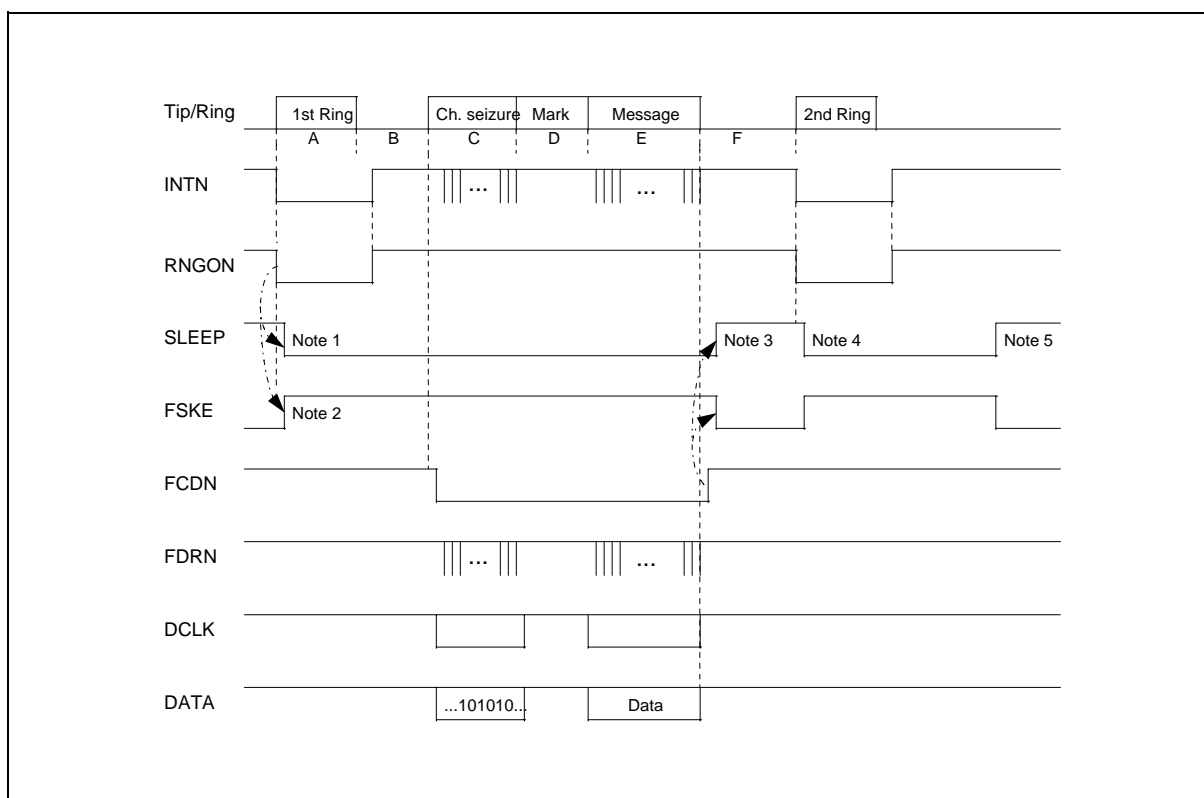 Tip/Ring 1st Ring Ch. seizure Mark Message 2nd Ring
A B C D E F
INTN ... ...
RNGON
SLEEP Note 1 Note 3 Note 4 Note 5
FSKE Note 2
FCDN
FDRN ... ...
DCLK
DATA ...101010... Data